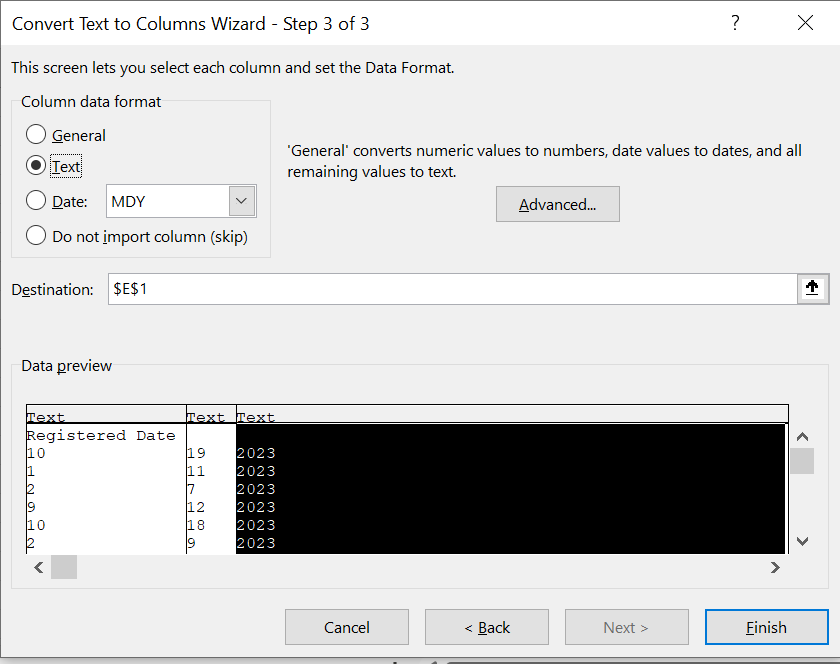 Convert Text to Columns Wizard - Step 3 of 3
?
This screen lets you select each column and set the Data Format.
Column data format
General
Text
Date: MDY
Do not import column (skip)
'General' converts numeric values to numbers, date values to dates, and all
remaining values to text.
Advanced...
Destination: $E$1
Data preview
Text Text Text
Registered Date
10 19 2023
1 11 2023
2 7 2023
9 12 2023
10 18 2023
2 9 2023
Cancel < Back Next > Finish